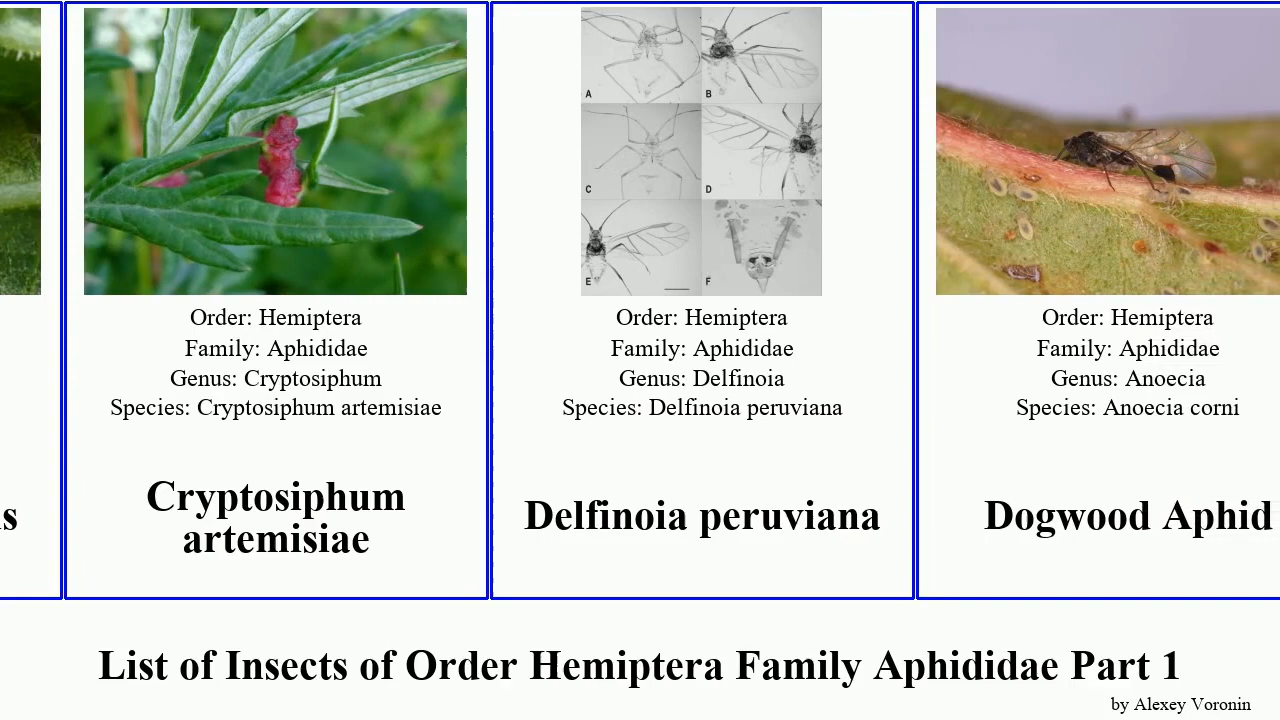 A
B
C
D
E
F
Order: Hemiptera
Family: Aphididae
Genus: Cryptosiphum
Species: Cryptosiphum artemisiae
Cryptosiphum
artemisiae
Order: Hemiptera
Family: Aphididae
Genus: Delfinoia
Species: Delfinoia peruviana
Delfinoia peruviana
Order: Hemiptera
Family: Aphididae
Genus: Anoecia
Species: Anoecia corni
Dogwood Aphid
List of Insects of Order Hemiptera Family Aphididae Part 1
by Alexey Voronin